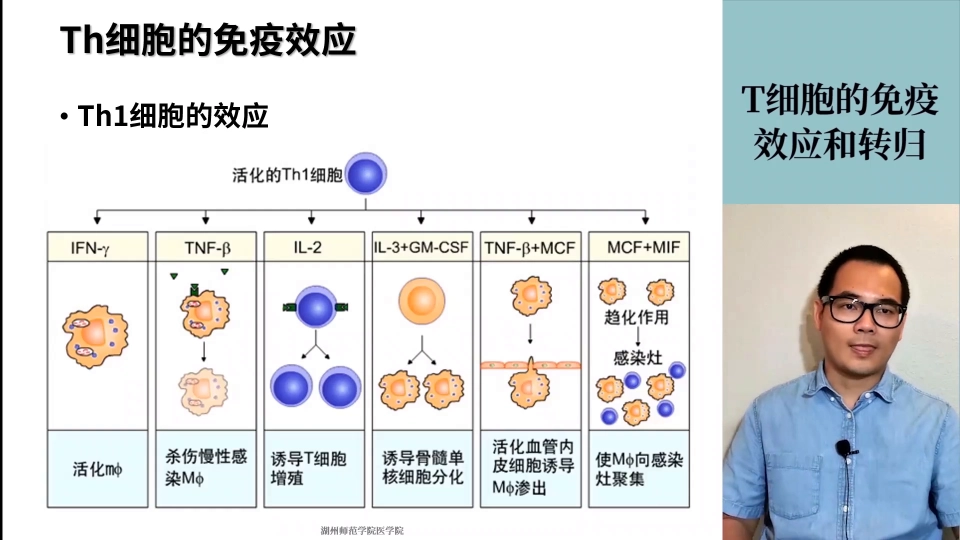 Th细胞的免疫效应
• Th1细胞的效应
活化的Th1细胞
IFN-γ
TNF-β
IL-2
IL-3+GM-CSF
TNF-β+MCF
MCF+MIF
趋化作用
感染灶
活化mφ
杀伤慢性感
染Mφ
诱导T细胞
增殖
诱导骨髓单
核细胞分化
活化血管内
皮细胞诱导
Mφ渗出
使Mφ向感染
灶聚集
湖州师范学院医学院
T细胞的免疫
效应和转归